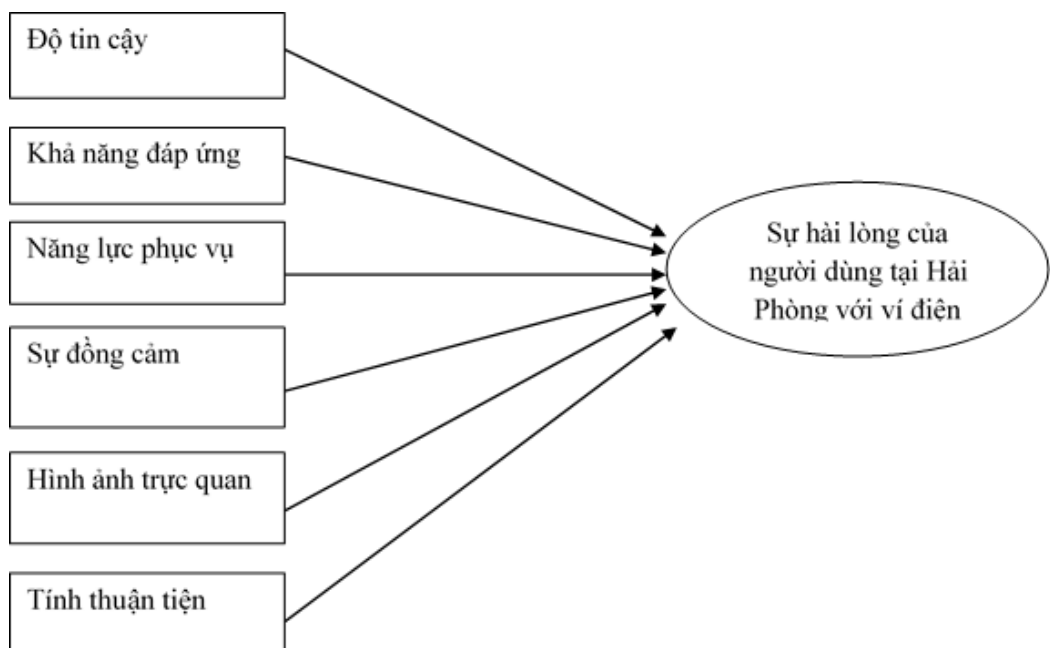 Độ tin cậy
Khả năng đáp ứng
Năng lực phục vụ
Sự đồng cảm
Hình ảnh trực quan
Tính thuận tiện
Sự hài lòng của
người dùng tại Hải
Phòng với ví điện